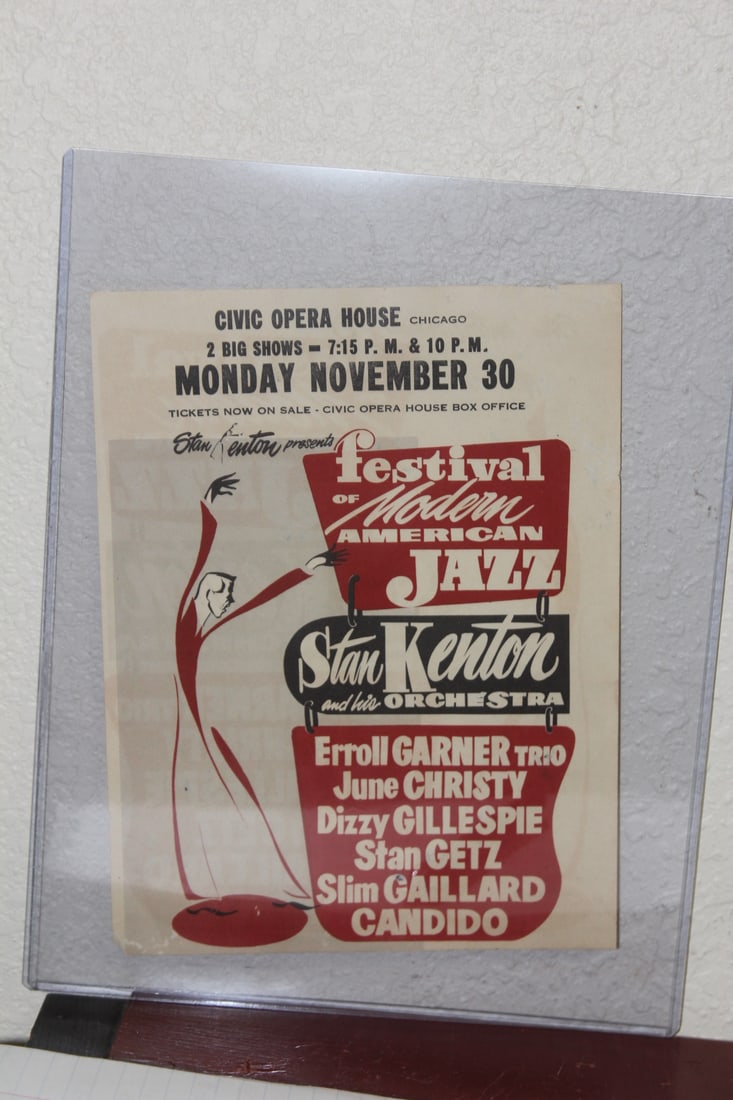 CIVIC OPERA HOUSE CHICAGO
2 BIG SHOWS - 7:15 P. M. & 10 P.M.
MONDAY NOVEMBER 30
TICKETS NOW ON SALE - CIVIC OPERA HOUSE BOX OFFICE
Stan Kenton presents
festival
OF Modern
AMERICAN
JAZZ
Stan Kenton
and his ORCHESTRA
Erroll GARNER TRIO
June CHRISTY
Dizzy GILLESPIE
Stan GETZ
Slim GAILLARD
CANDIDO